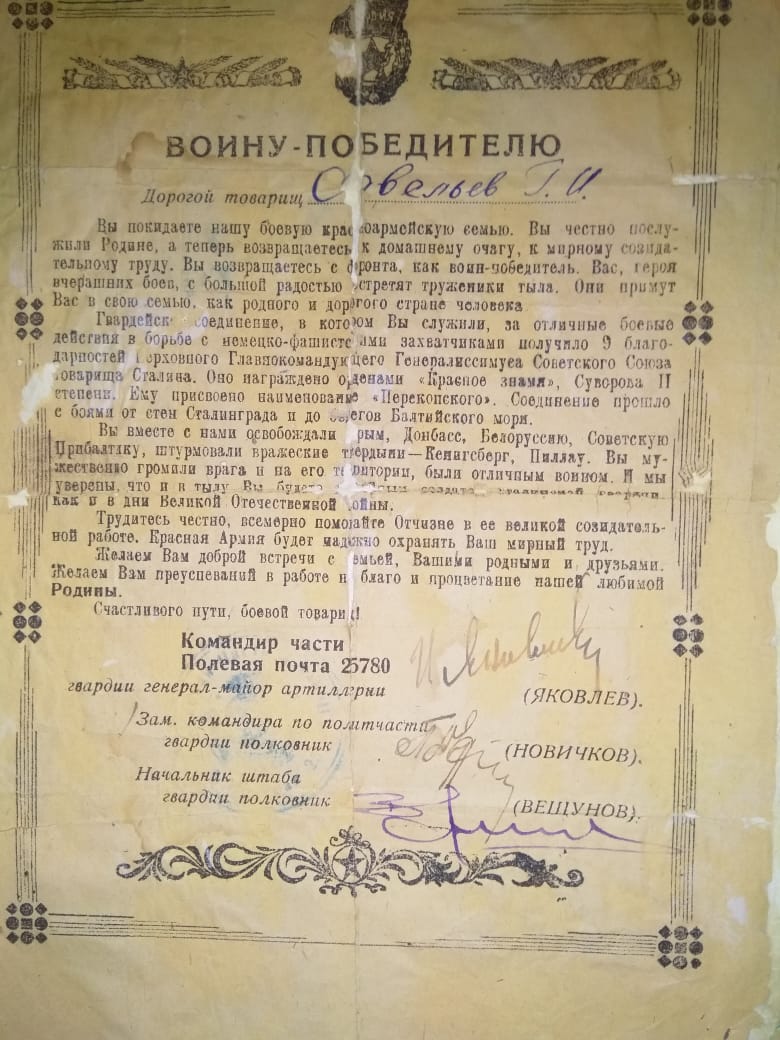 ВОИНУ-ПОБЕДИТЕЛЮ
Дорогой товарищ Савельев Г. И.
Вы покидаете нашу боевую красноармейскую семью. Вы честно послу-
жили Родине, а теперь возвращаетесь к домашнему очагу, к мирному созида-
тельному труду. Вы возвращаетесь с фронта, как воин-победитель. Вас, героя
вчерашних боев, с большой радостью встретят труженики тыла. Они примут
Вас в свою семью, как родного и дорогого стране человека
Гвардейск соединение, в котором Вы служили, за отличные боевые
действия в борьбе с немецко-фашистскими захватчиками получило 9 благо-
дарностей Верховного Главнокомандующего Генералиссимуса Советского Союза
товарища Сталина. Оно награждено орденами «Красное знамя», Суворова II
степени. Ему присвоено наименование «Перекопского». Соединение прошло
с боями от стен Сталинграда и до берегов Балтийского моря.
Вы вместе с нами освобождали Крым, Донбасс, Белоруссию, Советскую
Прибалтику, штурмовали вражеские твердыни—Кенигсберг, Пиллау. Вы му-
жественно громили врага и на его территории, были отличным воином. И мы
уверены, что и в тылу Вы будете
как и в дни Великой Отечественной войны.
Трудитесь честно, всемерно помогайте Отчизне в ее великой созидатель-
ной работе. Красная Армия будет надежно охранять Ваш мирный труд.
Желаем Вам доброй встречи с семьей, Вашими родными и друзьями.
Желаем Вам преуспеваний в работе на благо и процветание нашей любимой
Родины.
Счастливого пути, боевой товарищ!
Командир части
Полевая почта 25780
гвардии генерал-майор артиллерии
(ЯКОВЛЕВ).
Зам. командира по политчасти
гвардии полковник
(НОВИЧКОВ).
Начальник штаба
гвардии полковник
(ВЕЩУНОВ).